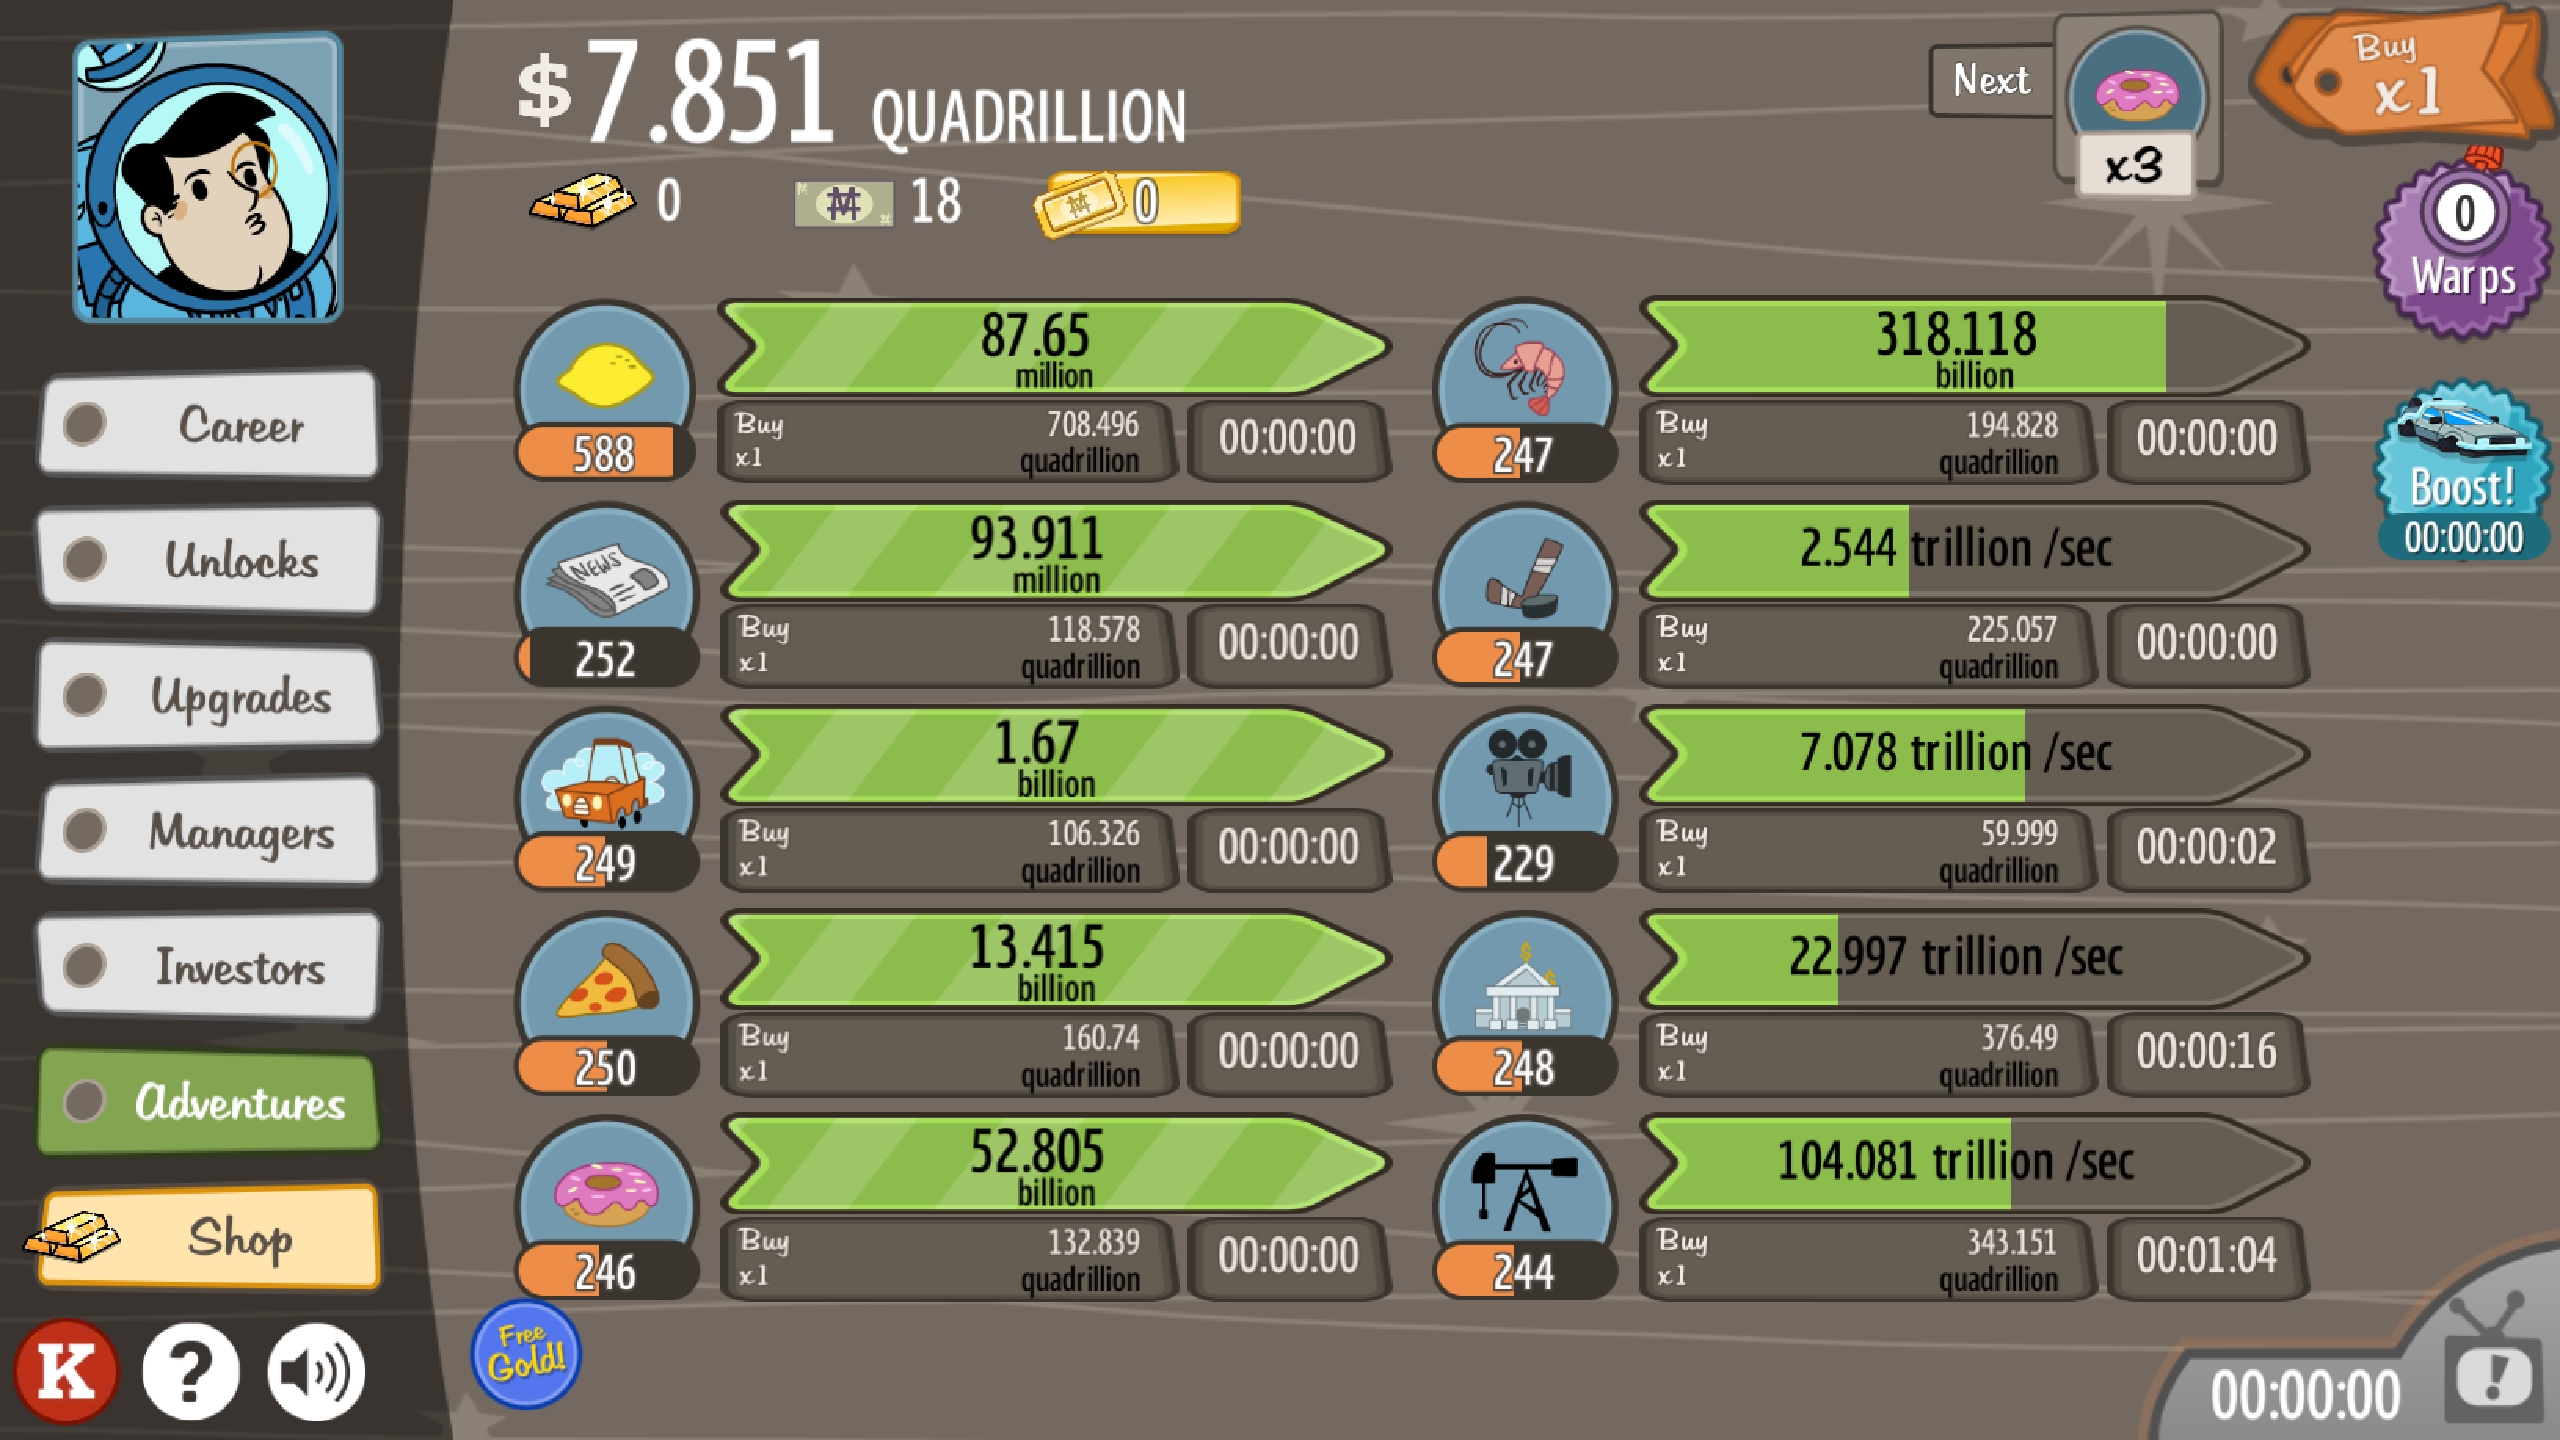 $7.851 QUADRILLION
0
18
0
Next
x3
Buy
x1
0
Warps
Boost!
00:00:00
Career
Unlocks
Upgrades
Managers
Investors
Adventures
Shop
K
?
Free
Gold!
87.65
million
588
Buy
x1
708.496
quadrillion
00:00:00
NEWS
93.911
million
252
Buy
x1
118.578
quadrillion
00:00:00
1.67
billion
249
Buy
x1
106.326
quadrillion
00:00:00
13.415
billion
250
Buy
x1
160.74
quadrillion
00:00:00
52.805
billion
246
Buy
x1
132.839
quadrillion
00:00:00
318.118
billion
247
Buy
x1
194.828
quadrillion
00:00:00
2.544 trillion /sec
247
Buy
x1
225.057
quadrillion
00:00:00
7.078 trillion /sec
229
Buy
x1
59.999
quadrillion
00:00:02
22.997 trillion /sec
248
Buy
x1
376.49
quadrillion
00:00:16
104.081 trillion /sec
244
Buy
x1
343.151
quadrillion
00:01:04
00:00:00
!